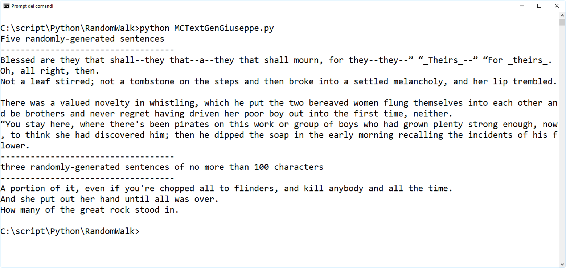 Prompt dei comandi
C:\script\Python\RandomWalk>python MCTextGenGiuseppe.py
Five randomly-generated sentences
----------------------------------
Blessed are they that shall--they that--a--they that shall mourn, for they--they--” “_Theirs_--” “For _theirs_.
Oh, all right, then.
Not a leaf stirred; not a tombstone on the steps and then broke into a settled melancholy, and her lip trembled.
There was a valued novelty in whistling, which he put the two bereaved women flung themselves into each other an
d be brothers and never regret having driven her poor boy out into the first time, neither.
“You stay here, where there's been pirates on this work or group of boys who had grown plenty strong enough, now
, to think she had discovered him; then he dipped the soap in the early morning recalling the incidents of his f
lower.
----------------------------------
three randomly-generated sentences of no more than 100 characters
----------------------------------
A portion of it, even if you're chopped all to flinders, and kill anybody and all the time.
And she put out her hand until all was over.
How many of the great rock stood in.
C:\script\Python\RandomWalk>